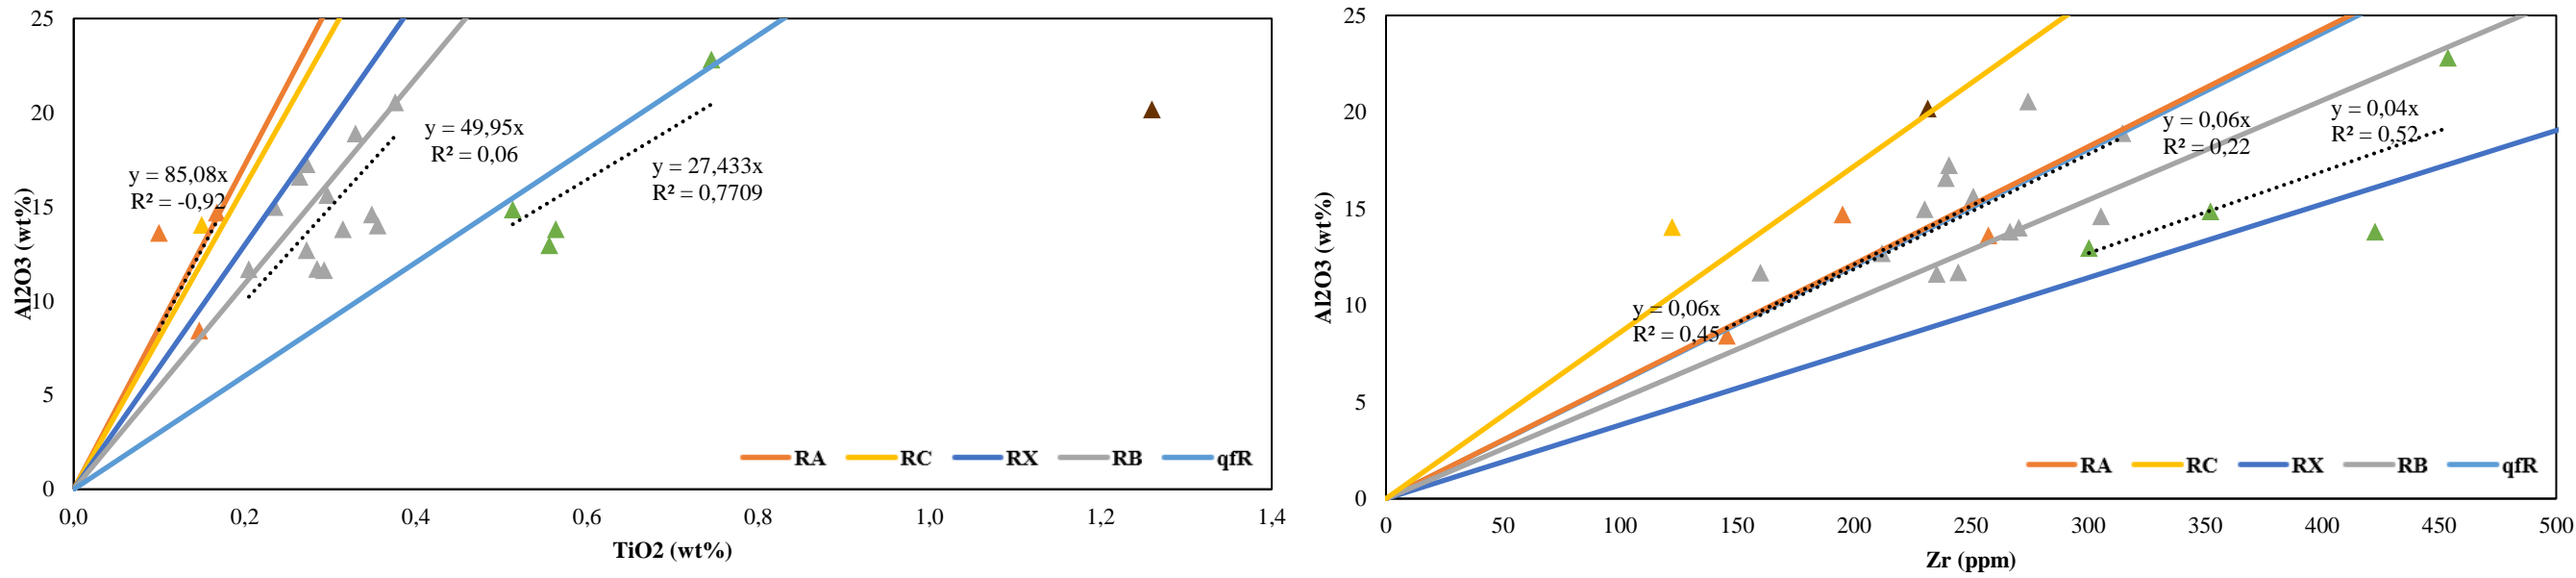 25
20
15
10
5
0
Al2O3 (wt%)
y = 85,08x
R² = -0,92
y = 49,95x
R² = 0,06
y = 27,433x
R² = 0,7709
RA RC RX RB qfR
0,0 0,2 0,4 0,6 0,8 1,0 1,2 1,4
TiO2 (wt%)
25
20
15
10
5
0
Al2O3 (wt%)
y = 0,06x
R² = 0,45
y = 0,06x
R² = 0,22
y = 0,04x
R² = 0,52
RA RC RX RB qfR
0 50 100 150 200 250 300 350 400 450 500
Zr (ppm)